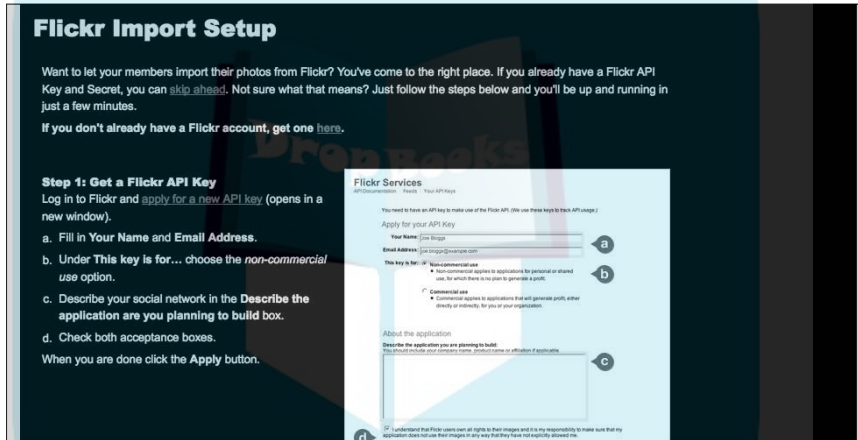 Flickr Import Setup
Want to let your members import their photos from Flickr? You've come to the right place. If you already have a Flickr API
Key and Secret, you can skip ahead. Not sure what that means? Just follow the steps below and you'll be up and running in
just a few minutes.
If you don't already have a Flickr account, get one here.
DropBooks
Step 1: Get a Flickr API Key
Log in to Flickr and apply for a new API key (opens in a
new window).
a. Fill in Your Name and Email Address.
b. Under This key is for... choose the non-commercial
use option.
c. Describe your social network in the Describe the
application are you planning to build box.
d. Check both acceptance boxes.
When you are done click the Apply button.
Flickr Services
API Documentation Feeds Your API Keys
You need to have an API key to make use of the Flickr API. (We use these keys to track API usage.)
Apply for your API Key
Your Name: Joe Bloggs
a
Email Address: joe.bloggs@example.com
This key is for: Non-commercial use
Non-commercial applies to applications for personal or shared
b
use, for which there is no plan to generate a profit.
Commercial use
Commercial applies to applications that will generate profit, either
directly or indirectly, for you or your organization.
About the application
Describe the application you are planning to build:
You should include your company name, product name or affiliation if applicable.
c
I understand that Flickr users own all rights to their images and it is my responsibility to make sure that my
d
application does not use their images in any way that they have not explicitly allowed me.